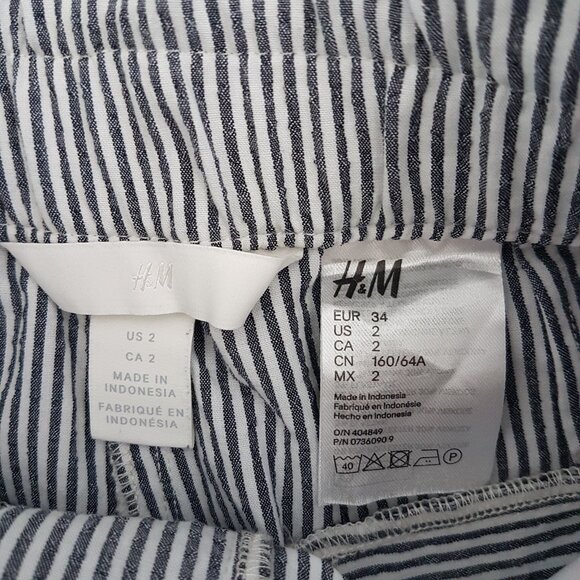 H&M
US 2
CA 2
MADE IN
INDONESIA
FABRIQUÉ EN
INDONÉSIA
H&M
EUR 34
US 2
CA 2
CN 160/64A
MX 2
Made in Indonesia
Fabriqué en Indonésie
Hecho en Indonesia
O/N 404849
P/N 0736090 9
40
P